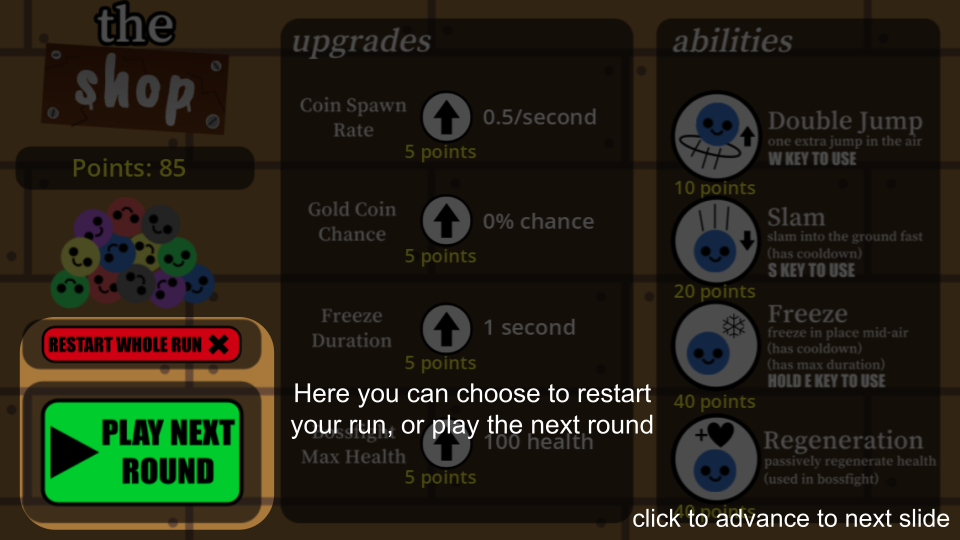 the
shop
Points: 85
RESTART WHOLE RUN
PLAY NEXT
ROUND
upgrades
Coin Spawn
Rate
0.5/second
5 points
Gold Coin
Chance
0% chance
5 points
Freeze
Duration
1 second
5 points
Here you can choose to restart
your run, or play the next round
Bossfight
Max Health
100 health
5 points
abilities
Double Jump
one extra jump in the air
W KEY TO USE
10 points
Slam
slam into the ground fast
(has cooldown)
S KEY TO USE
20 points
Freeze
freeze in place mid-air
(has cooldown)
(has max duration)
HOLD E KEY TO USE
40 points
Regeneration
passively regenerate health
(used in bossfight)
40 points
click to advance to next slide